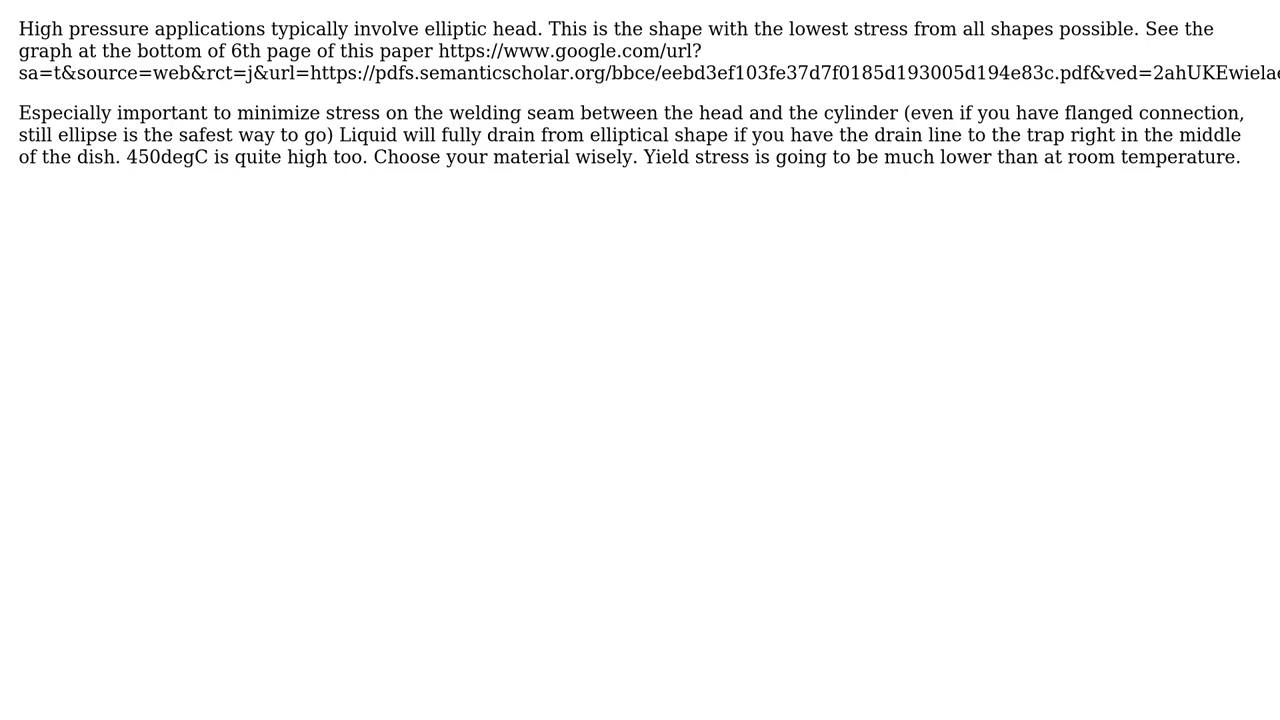 High pressure applications typically involve elliptic head. This is the shape with the lowest stress from all shapes possible. See the
graph at the bottom of 6th page of this paper https://www.google.com/url?
sa=t&source=web&rct=j&url=https://pdfs.semanticscholar.org/bbce/eebd3ef103fe37d7f0185d193005d194e83c.pdf&ved=2ahUKEwielae
Especially important to minimize stress on the welding seam between the head and the cylinder (even if you have flanged connection,
still ellipse is the safest way to go) Liquid will fully drain from elliptical shape if you have the drain line to the trap right in the middle
of the dish. 450degC is quite high too. Choose your material wisely. Yield stress is going to be much lower than at room temperature.